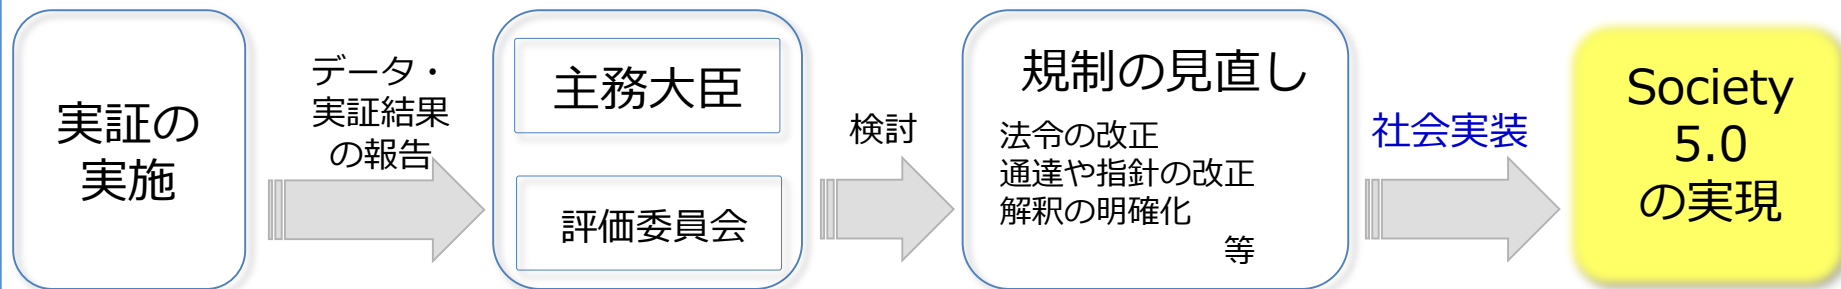 実証の
実施
データ・
実証結果
の報告
主務大臣
評価委員会
検討
規制の見直し
法令の改正
通達や指針の改正
解釈の明確化
等
社会実装
Society
5.0
の実現